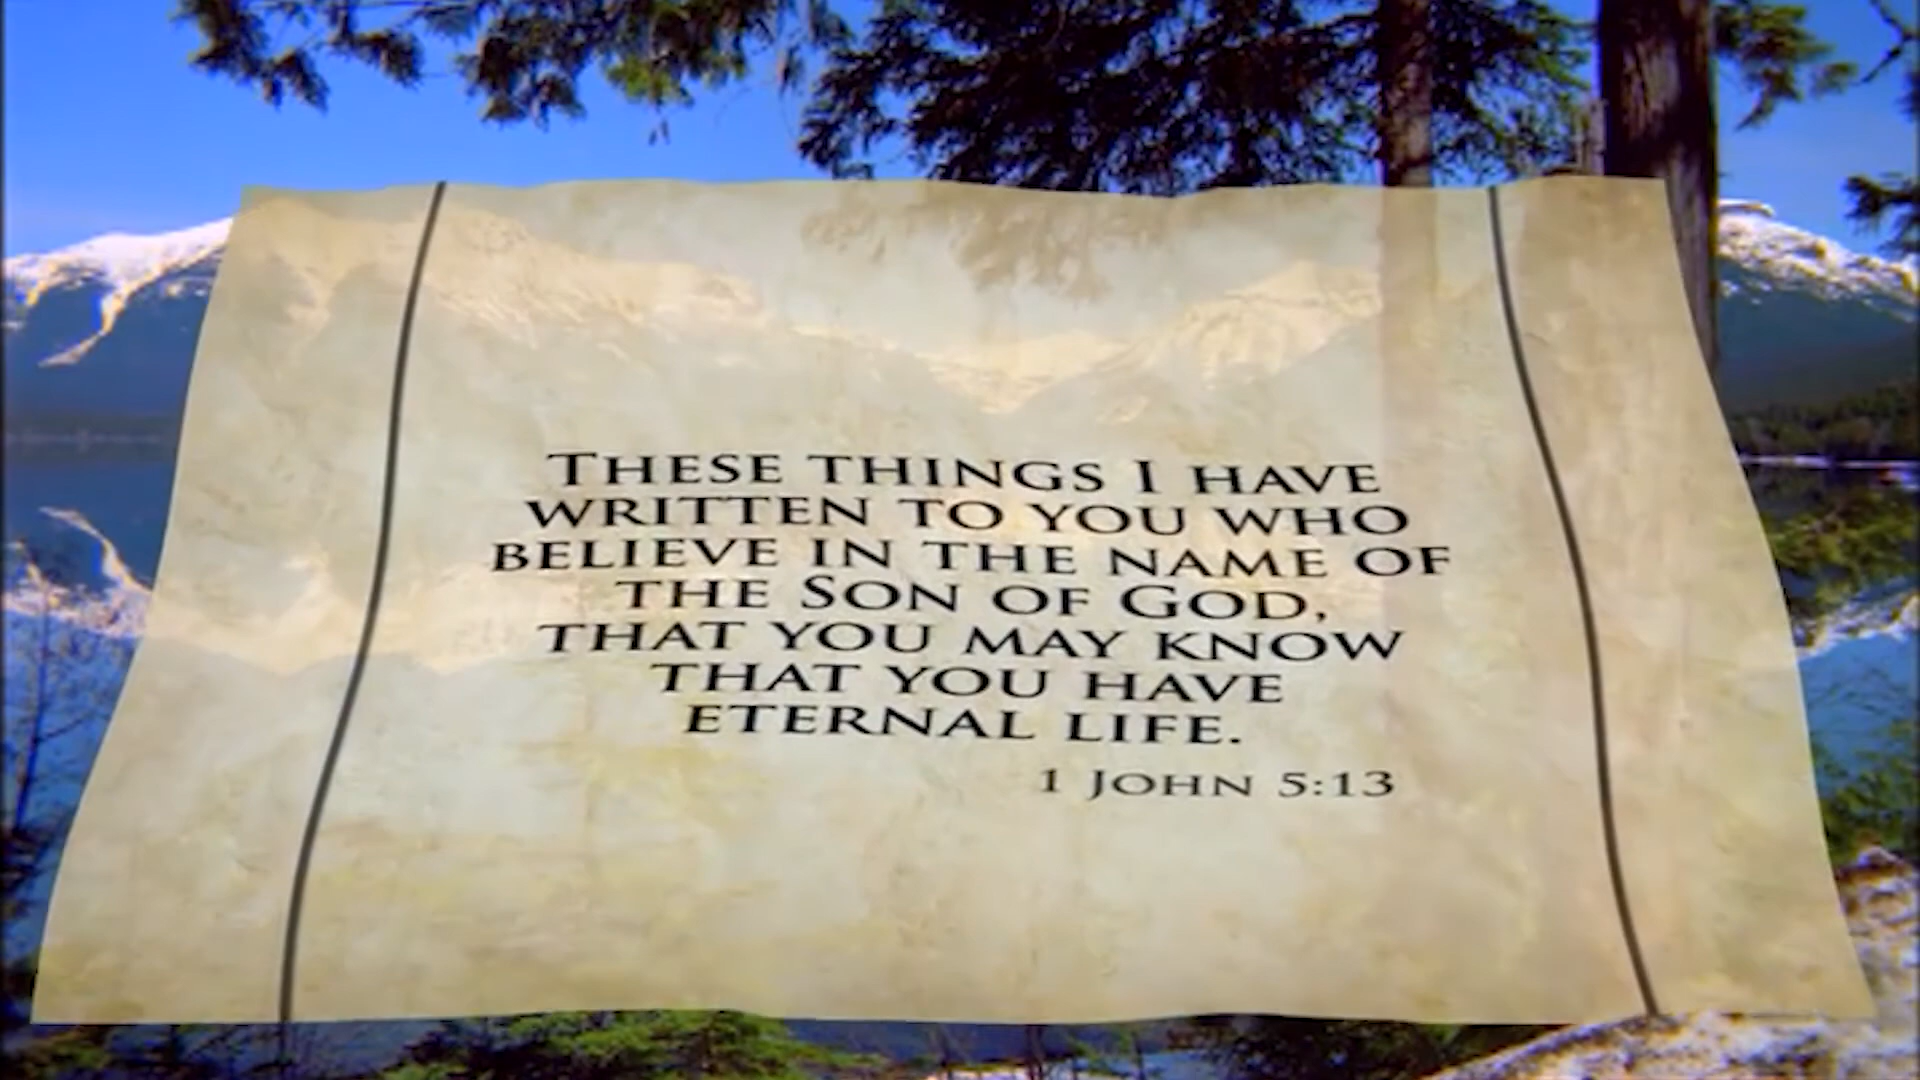 These things I have
written to you who
believe in the name of
the Son of God,
that you may know
that you have
eternal life.
1 John 5:13